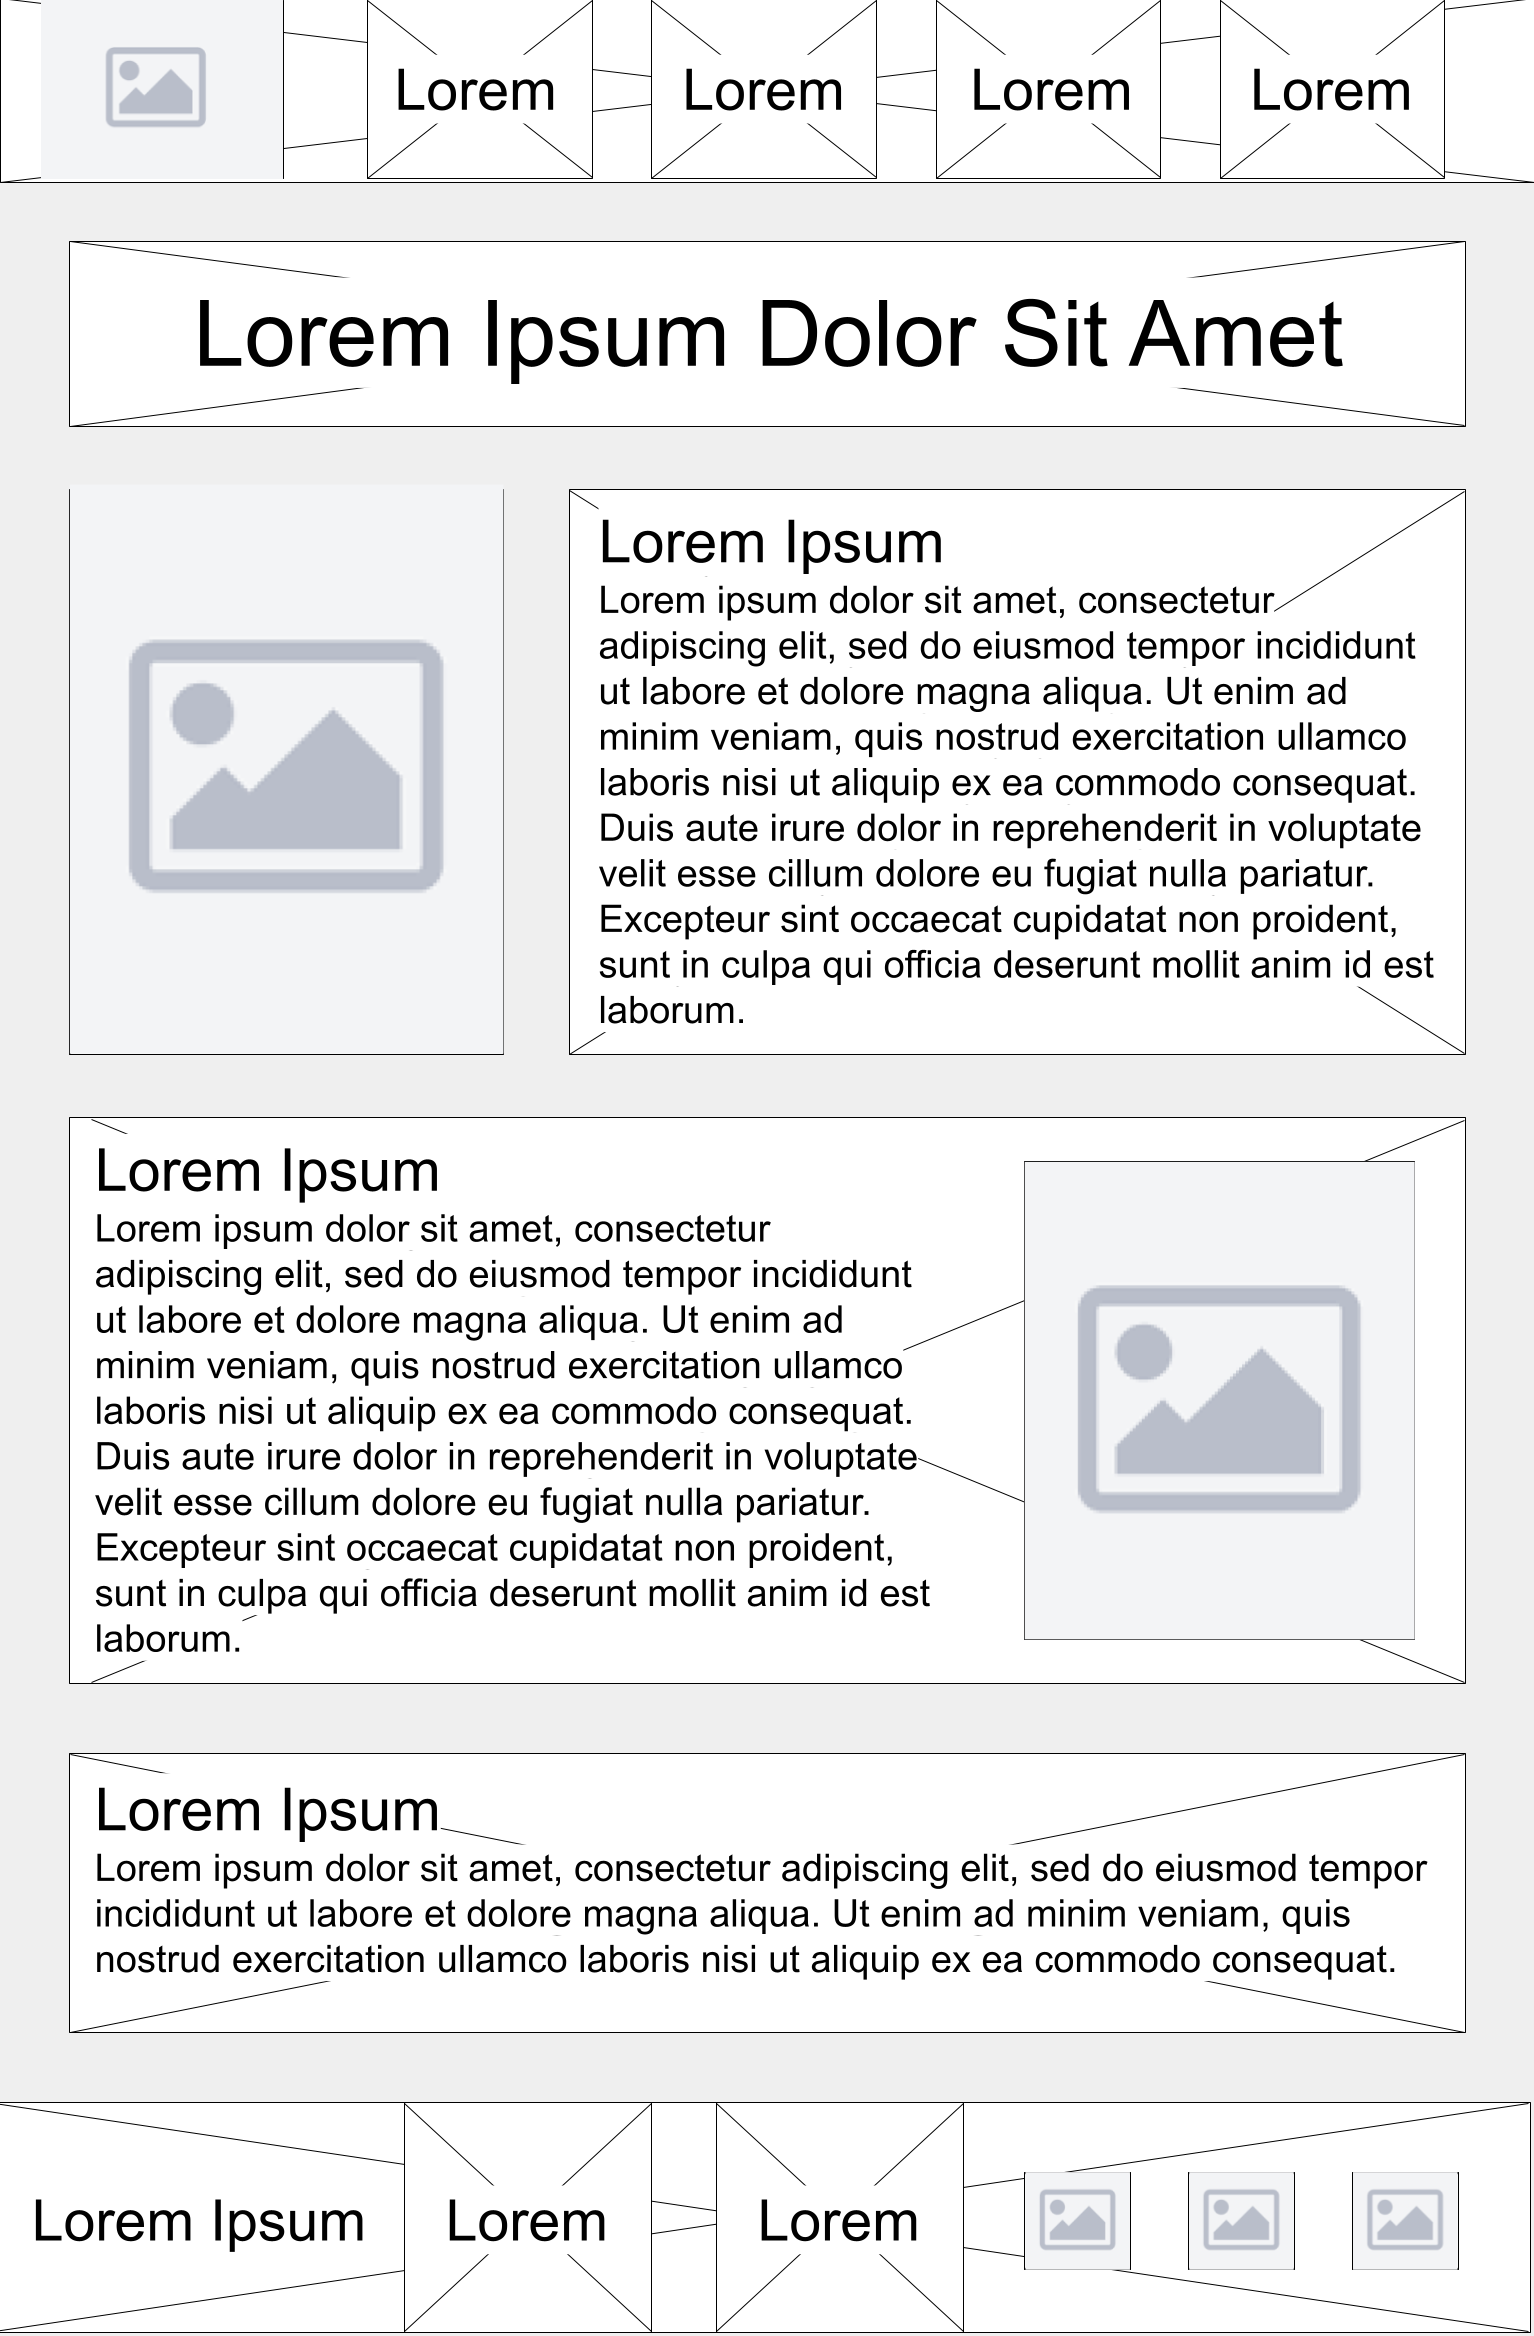 Lorem Lorem Lorem Lorem
Lorem Ipsum Dolor Sit Amet
Lorem Ipsum
Lorem ipsum dolor sit amet, consectetur
adipiscing elit, sed do eiusmod tempor incididunt
ut labore et dolore magna aliqua. Ut enim ad
minim veniam, quis nostrud exercitation ullamco
laboris nisi ut aliquip ex ea commodo consequat.
Duis aute irure dolor in reprehenderit in voluptate
velit esse cillum dolore eu fugiat nulla pariatur.
Excepteur sint occaecat cupidatat non proident,
sunt in culpa qui officia deserunt mollit anim id est
laborum.
Lorem Ipsum
Lorem ipsum dolor sit amet, consectetur
adipiscing elit, sed do eiusmod tempor incididunt
ut labore et dolore magna aliqua. Ut enim ad
minim veniam, quis nostrud exercitation ullamco
laboris nisi ut aliquip ex ea commodo consequat.
Duis aute irure dolor in reprehenderit in voluptate
velit esse cillum dolore eu fugiat nulla pariatur.
Excepteur sint occaecat cupidatat non proident,
sunt in culpa qui officia deserunt mollit anim id est
laborum.
Lorem Ipsum
Lorem ipsum dolor sit amet, consectetur adipiscing elit, sed do eiusmod tempor
incididunt ut labore et dolore magna aliqua. Ut enim ad minim veniam, quis
nostrud exercitation ullamco laboris nisi ut aliquip ex ea commodo consequat.
Lorem Ipsum Lorem Lorem